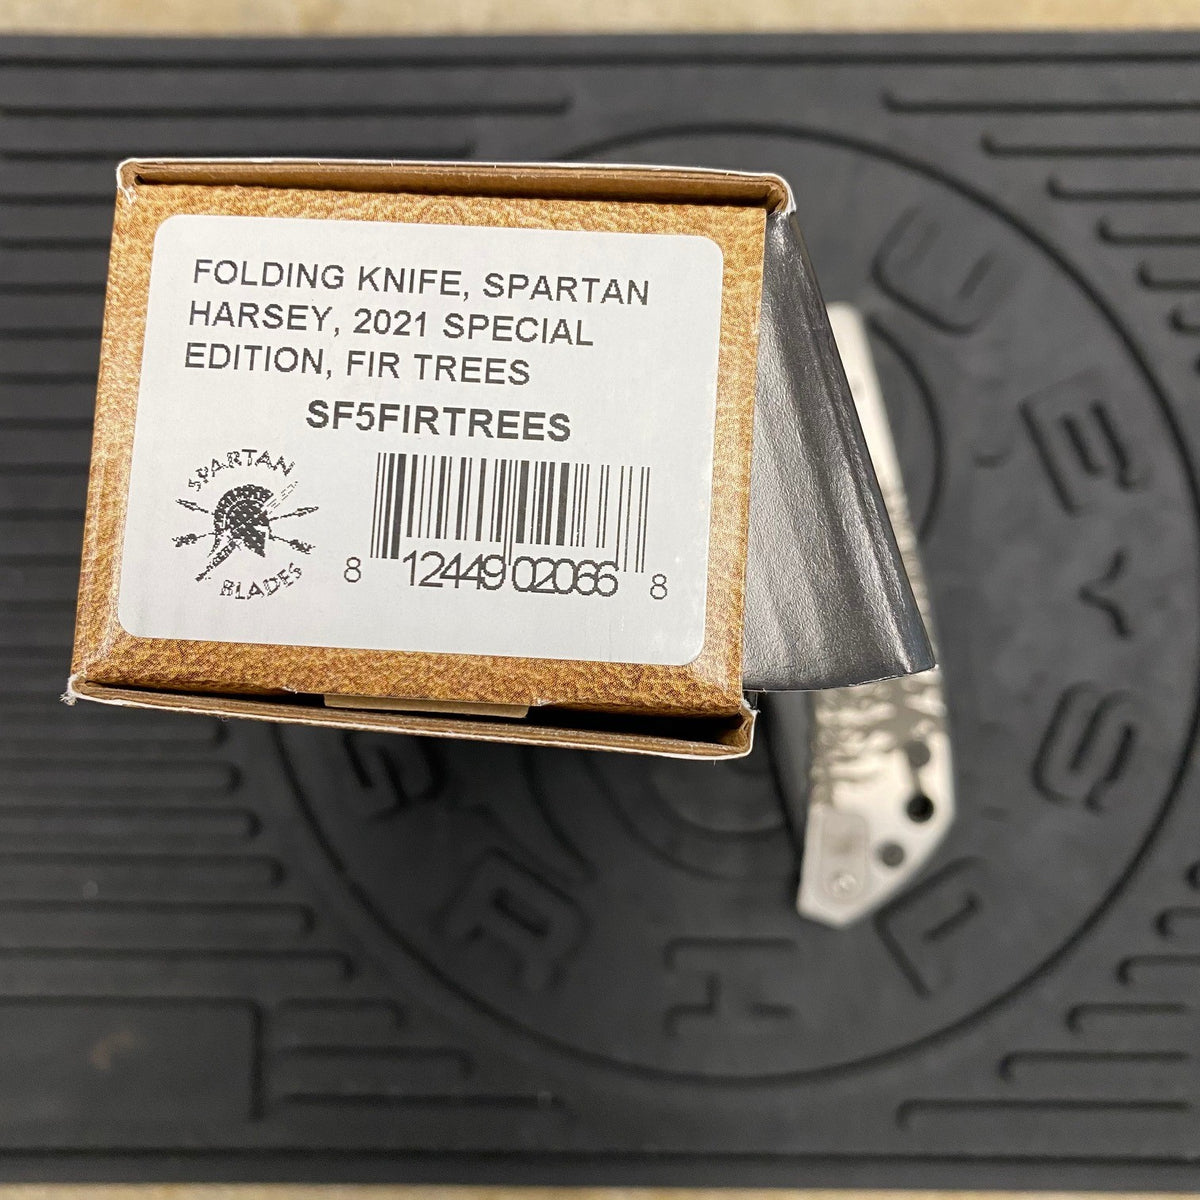 FOLDING KNIFE, SPARTAN
HARSEY, 2021 SPECIAL
EDITION, FIR TREES
SF5FIRTREES
SPARTAN
BLADES
8 12449 02066 8